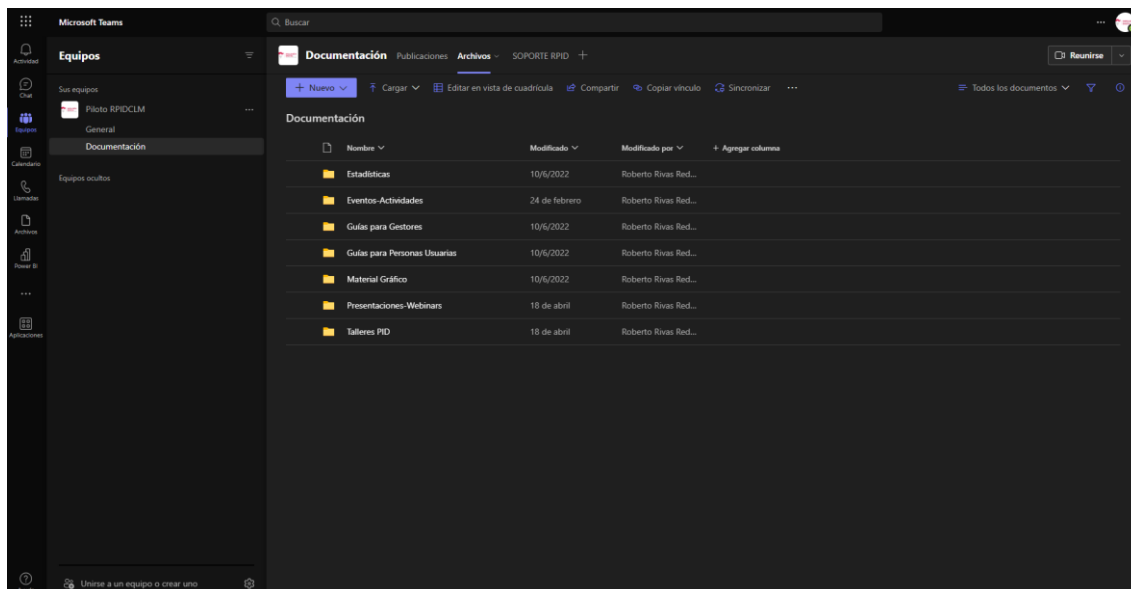 Microsoft Teams
Buscar
Actividad
Chat
Equipos
Calendario
Llamadas
Archivos
Power BI
Aplicaciones
Equipos
Sus equipos
Piloto RPIDCLM
General
Documentación
Equipos ocultos
Unirse a un equipo o crear uno
Documentación Publicaciones Archivos SOPORTE RPID
Reunirse
Nuevo Cargar Editar en vista de cuadrícula Compartir Copiar vínculo Sincronizar Todos los documentos
Documentación
Nombre Modificado Modificado por + Agregar columna
Estadísticas 10/6/2022 Roberto Rivas Red...
Eventos-Actividades 24 de febrero Roberto Rivas Red...
Guías para Gestores 10/6/2022 Roberto Rivas Red...
Guías para Personas Usuarias 10/6/2022 Roberto Rivas Red...
Material Gráfico 10/6/2022 Roberto Rivas Red...
Presentaciones-Webinars 18 de abril Roberto Rivas Red...
Talleres PID 18 de abril Roberto Rivas Red...